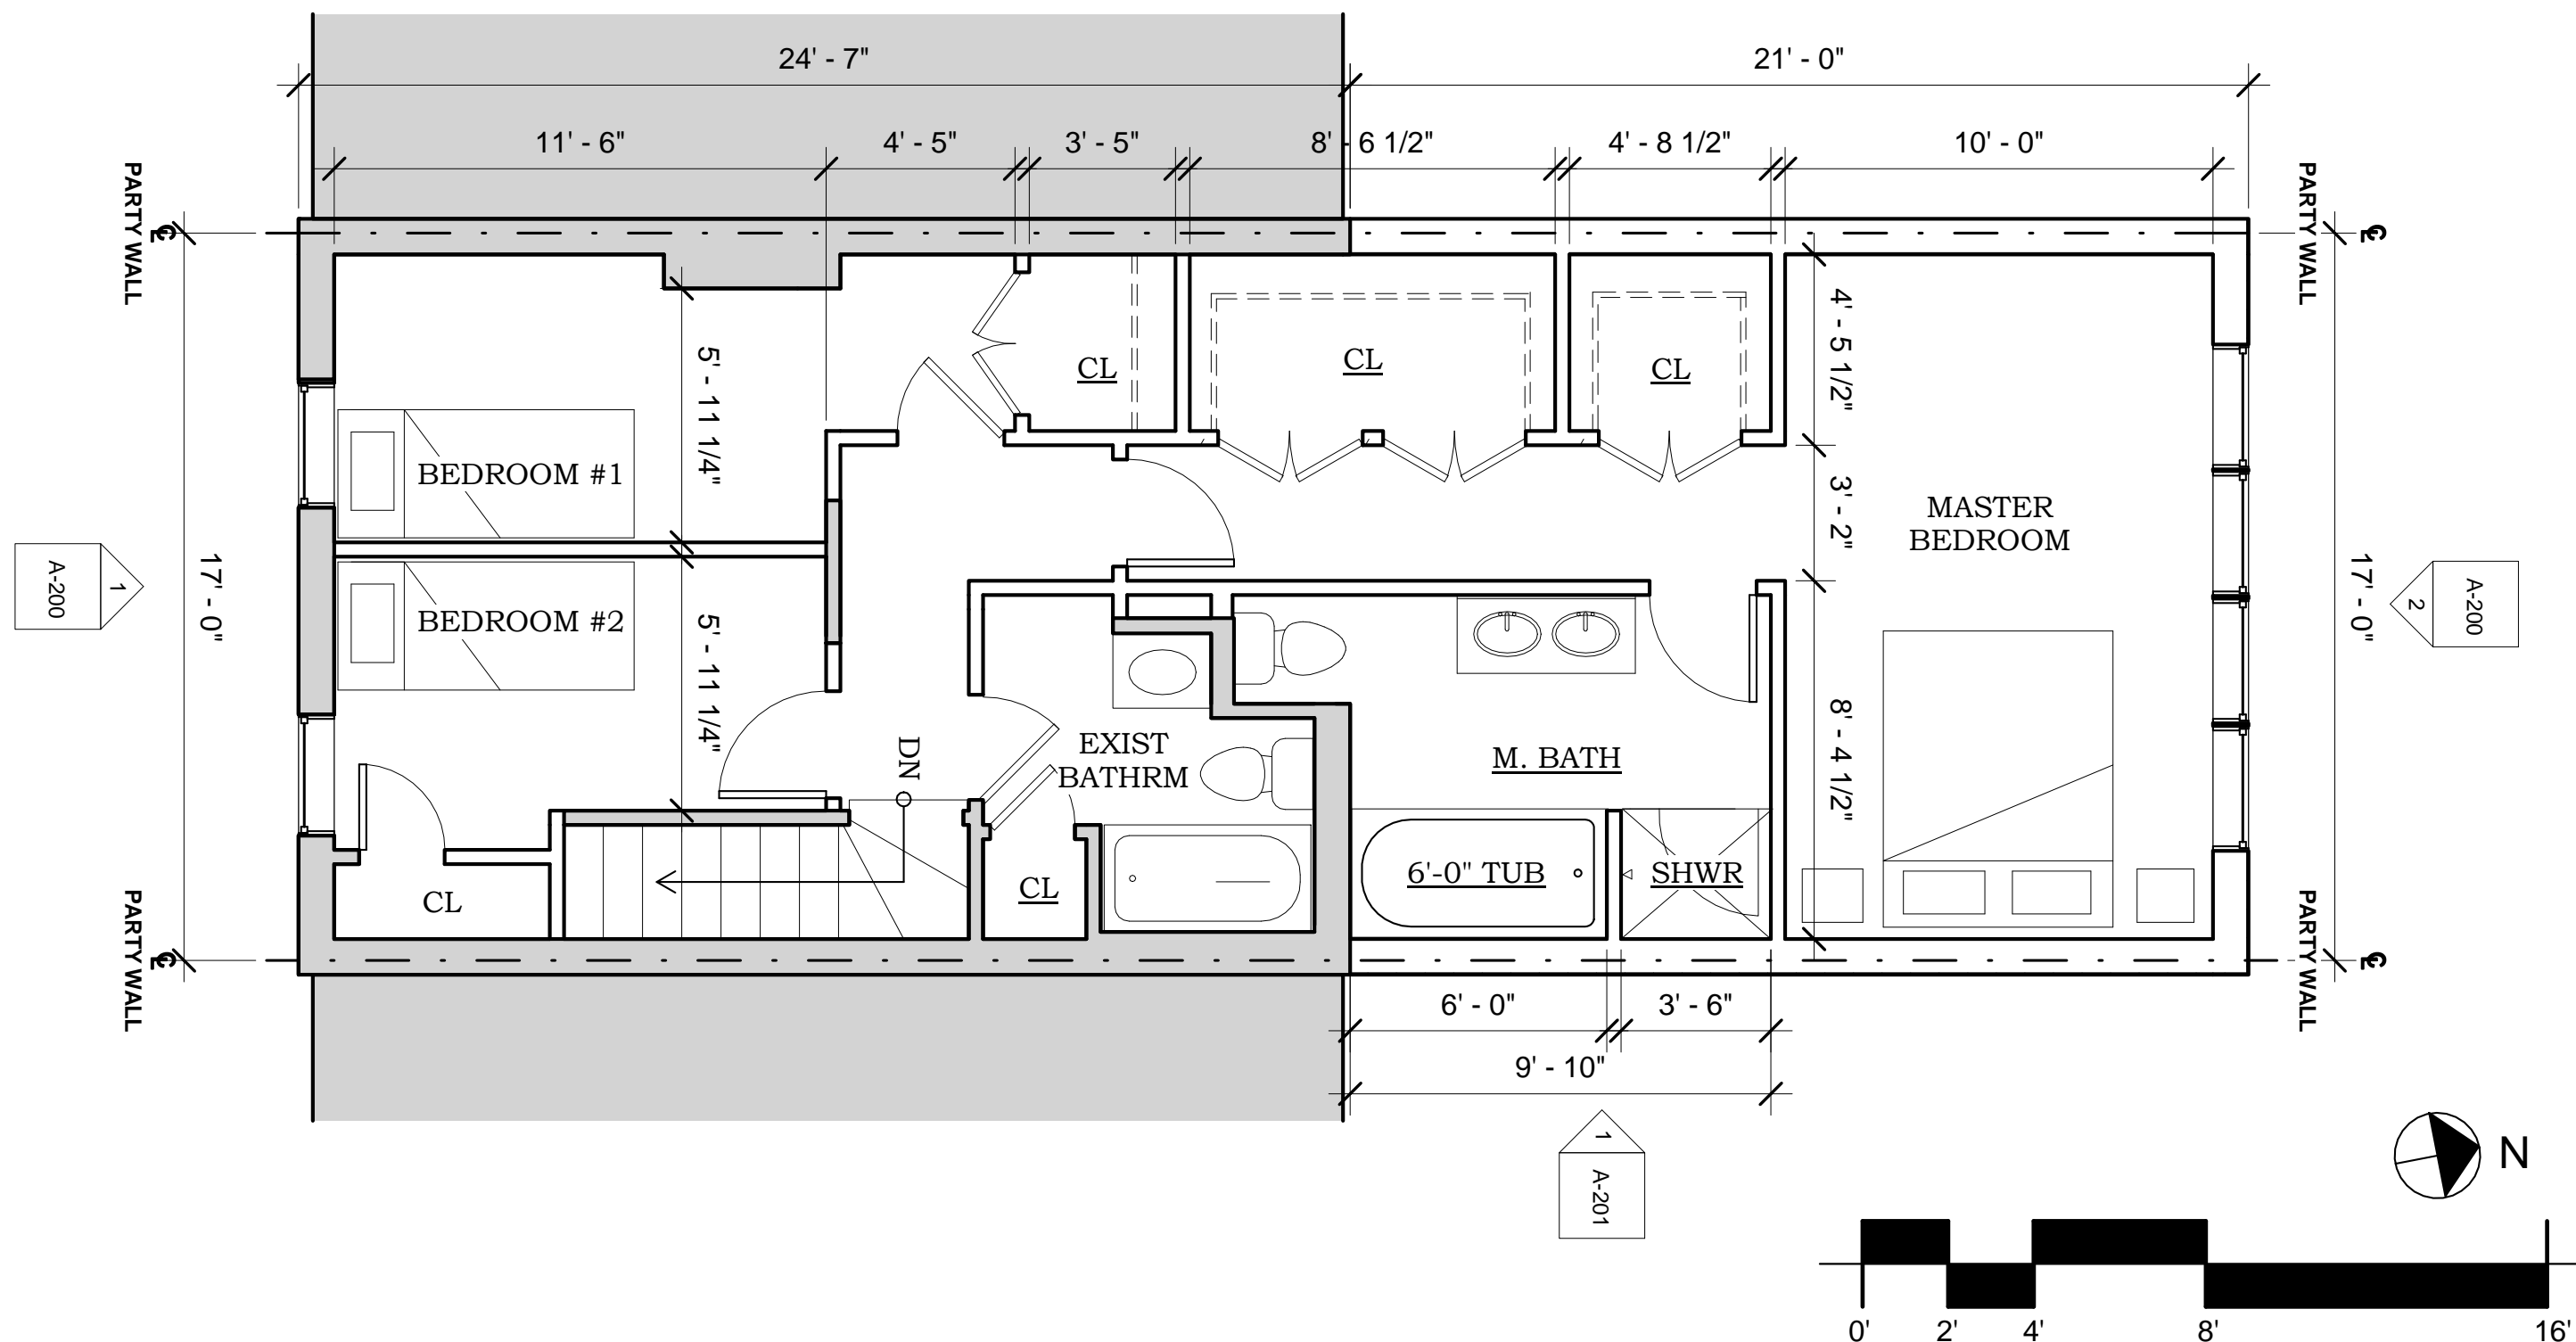 24' - 7"
21' - 0"
11' - 6"
4' - 5"
3' - 5"
8' - 6 1/2"
4' - 8 1/2"
10' - 0"
PARTY WALL
℄
PARTY WALL
℄
5' - 11 1/4"
CL
CL
CL
4' - 5 1/2"
BEDROOM #1
3' - 2"
MASTER
BEDROOM
1
A-200
17' - 0"
17' - 0"
2
A-200
BEDROOM #2
5' - 11 1/4"
DN
EXIST
BATHRM
M. BATH
8' - 4 1/2"
CL
CL
6'-0" TUB
SHWR
PARTY WALL
℄
PARTY WALL
℄
6' - 0"
3' - 6"
9' - 10"
1
A-201
N
0'
2'
4'
8'
16'